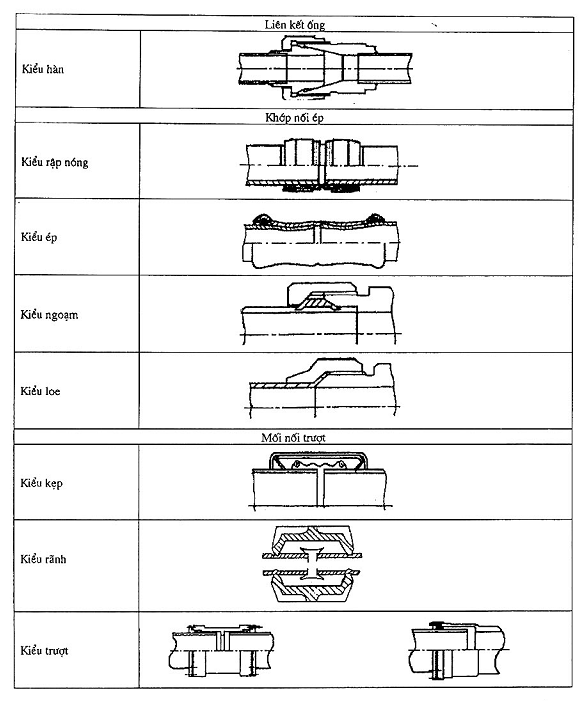 Liên kết ống
Kiểu hàn
Khớp nối ép
Kiểu rập nóng
Kiểu ép
Kiểu ngoạm
Kiểu loe
Mối nối trượt
Kiểu kẹp
Kiểu rãnh
Kiểu trượt